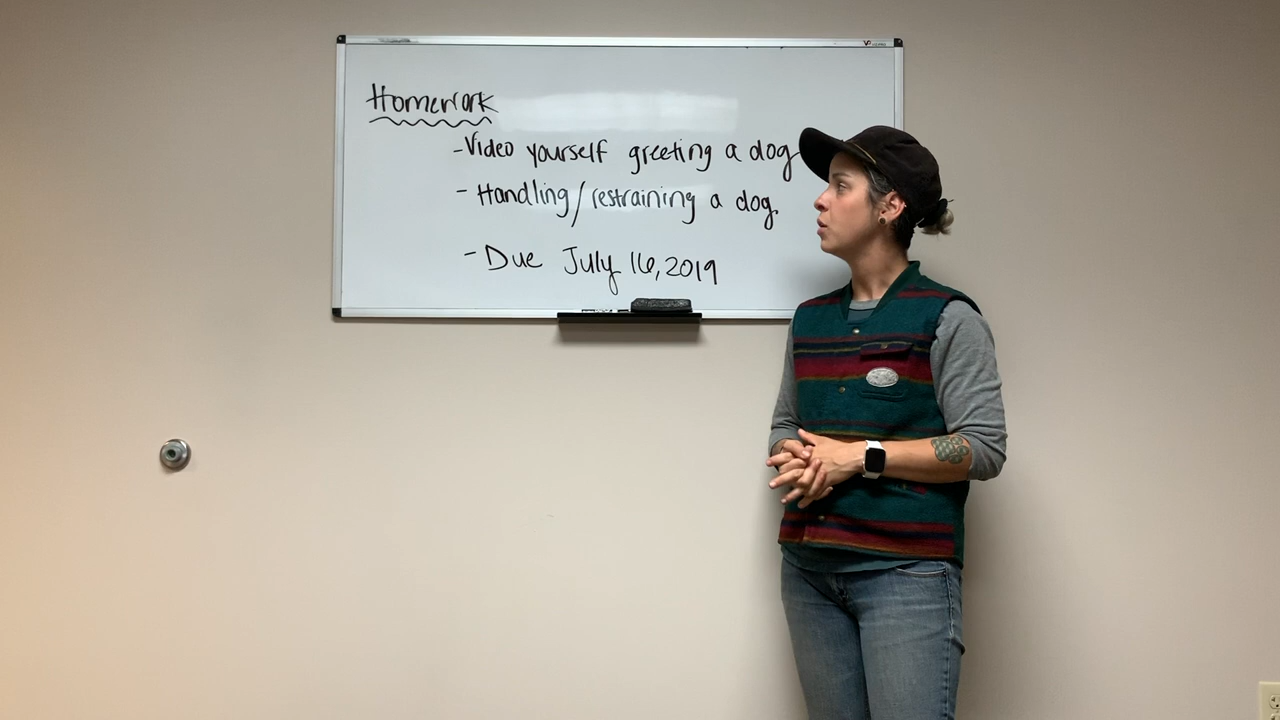 Homework
- Video yourself greeting a dog
- Handling/restraining a dog
- Due July 16, 2019